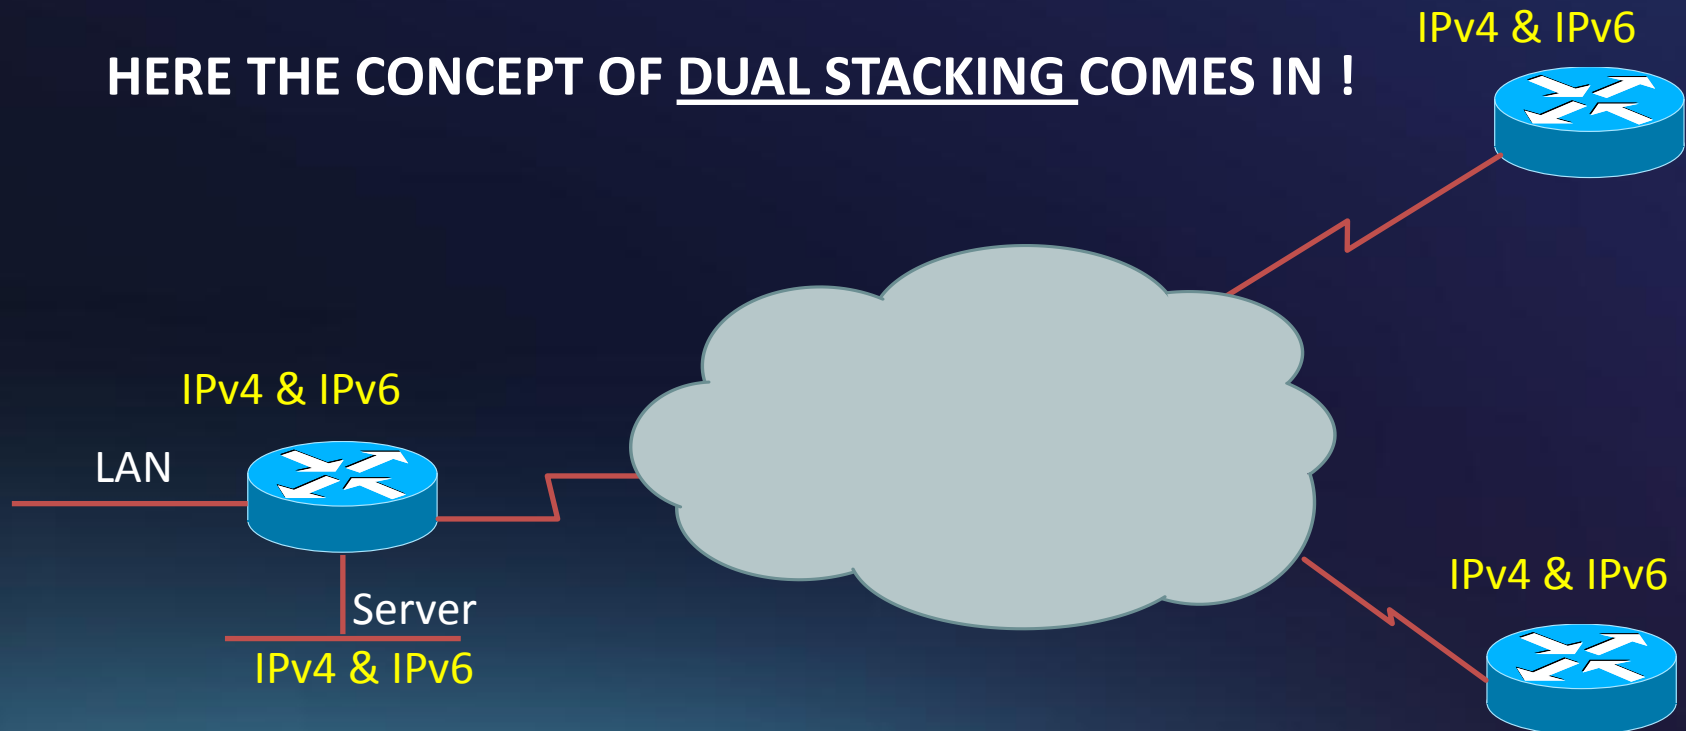 IPv4 & IPv6
HERE THE CONCEPT OF DUAL STACKING COMES IN !
IPv4 & IPv6
LAN
IPv4 & IPv6
Server
IPv4 & IPv6